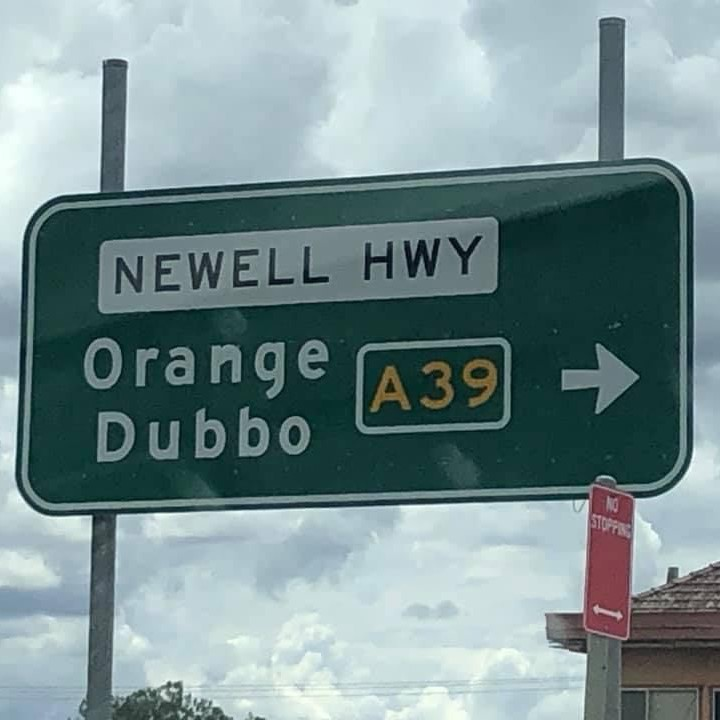 NEWELL HWY
Orange
Dubbo
A39
NO
STOPPING